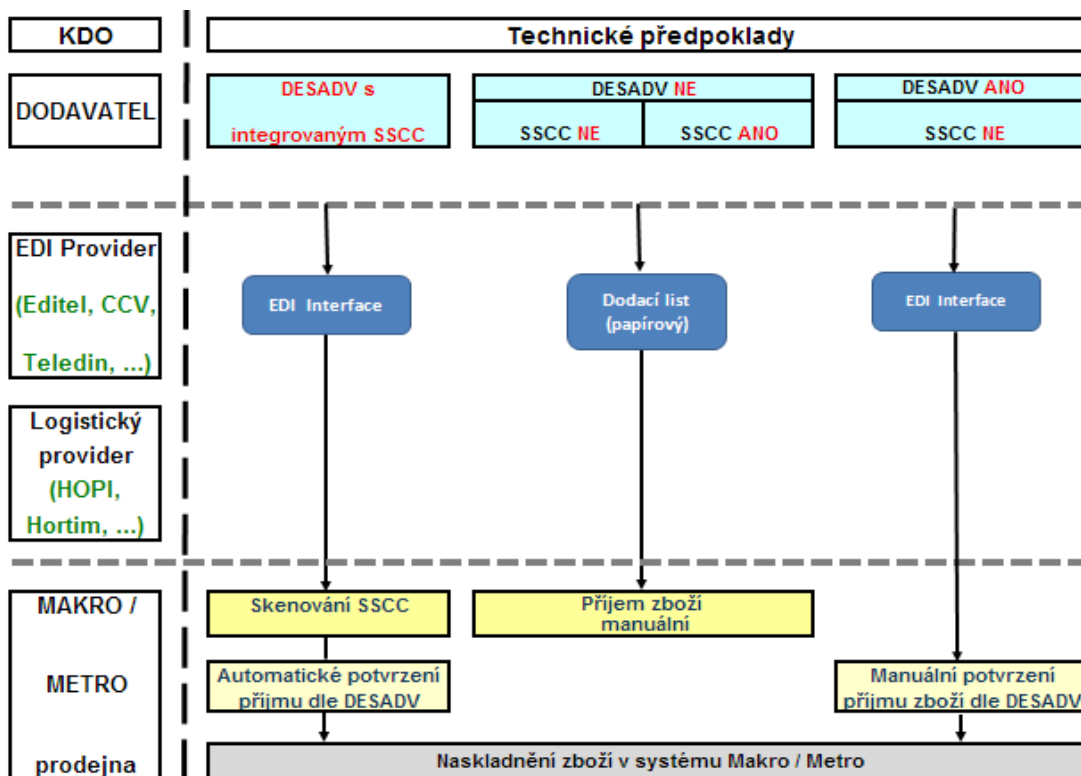 KDO
Technické předpoklady
DODAVATEL
DESADV s
integrovaným SSCC
DESADV NE
SSCC NE
SSCC ANO
DESADV ANO
SSCC NE
EDI Provider
(Editel, CCV,
Teledin, ...)
EDI Interface
Dodací list
(papírový)
EDI Interface
Logistický
provider
(HOPI,
Hortim, ...)
MAKRO /
METRO
prodejna
Skenování SSCC
Příjem zboží
manuální
Automatické potvrzení
příjmu dle DESADV
Manuální potvrzení
příjmu zboží dle DESADV
Naskladnění zboží v systému Makro / Metro